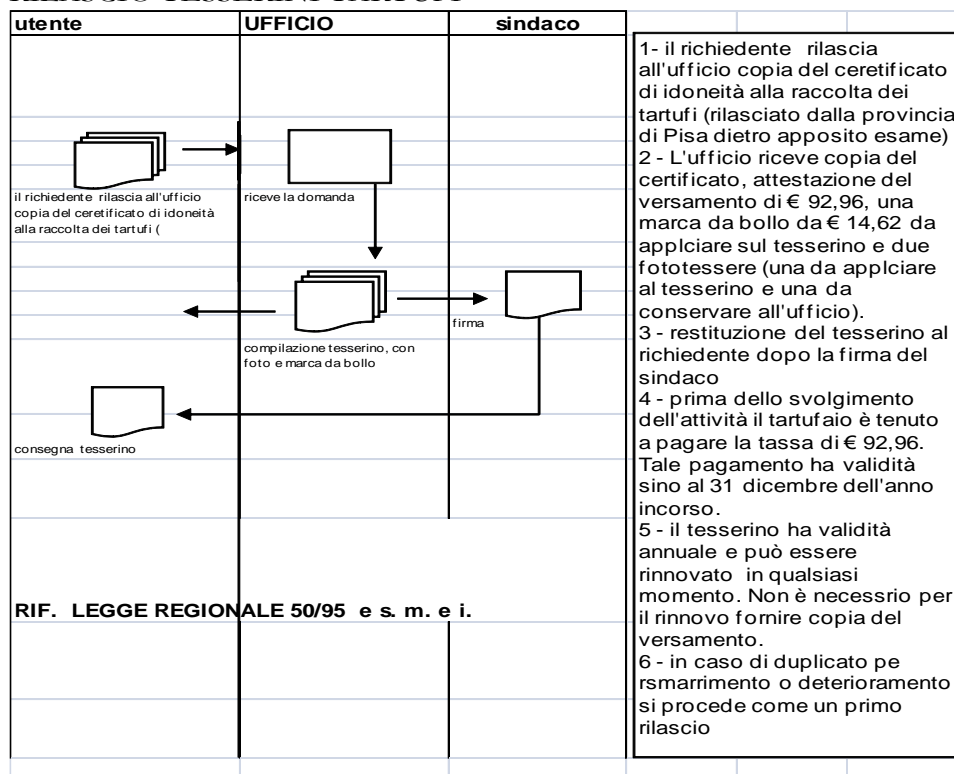 utente
UFFICIO
sindaco
il richiedente rilascia all'ufficio
copia del ceretificato di idoneità
alla raccolta dei tartufi (
riceve la domanda
firma
compilazione tesserino, con
foto e marca da bollo
consegna tesserino
RIF. LEGGE REGIONALE 50/95 e s. m. e i.
1- il richiedente rilascia
all'ufficio copia del ceretificato
di idoneità alla raccolta dei
tartufi (rilasciato dalla provincia
di Pisa dietro apposito esame)
2 - L'ufficio riceve copia del
certificato, attestazione del
versamento di € 92,96, una
marca da bollo da € 14,62 da
applciare sul tesserino e due
fototessere (una da applciare
al tesserino e una da
conservare all'ufficio).
3 - restituzione del tesserino al
richiedente dopo la firma del
sindaco
4 - prima dello svolgimento
dell'attività il tartufaio è tenuto
a pagare la tassa di € 92,96.
Tale pagamento ha validità
sino al 31 dicembre dell'anno
incorso.
5 - il tesserino ha validità
annuale e può essere
rinnovato in qualsiasi
momento. Non è necessrio per
il rinnovo fornire copia del
versamento.
6 - in caso di duplicato pe
rsmarrimento o deterioramento
si procede come un primo
rilascio